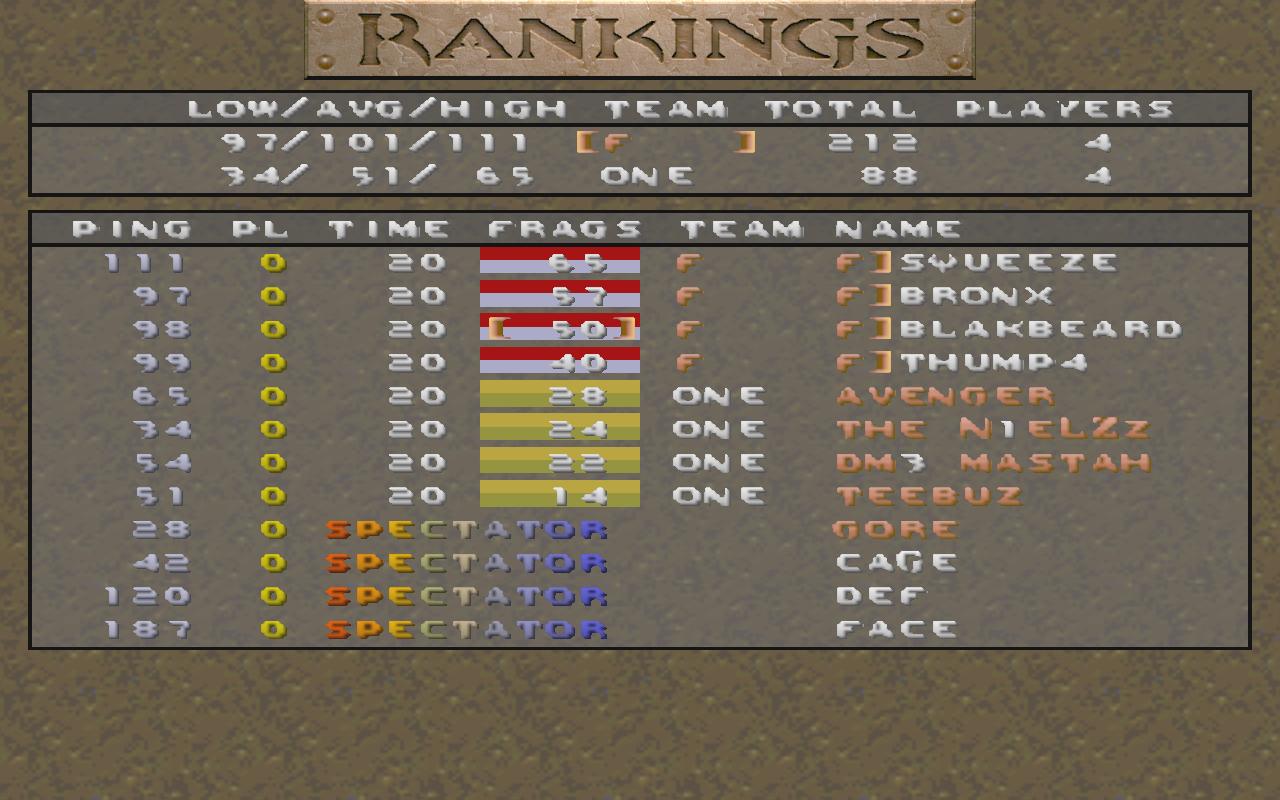 RANKINGS
LOW/AVG/HIGH TEAM TOTAL PLAYERS
97/101/111 [F ] 212 4
34/ 51/ 65 ONE 88 4
PING PL TIME FRAGS TEAM NAME
111 0 20 65 F F]SQUEEZE
97 0 20 57 F F]BRONX
98 0 20 [ 50 ] F F]BLAKBEARD
99 0 20 40 F F]THUMP4
65 0 20 28 ONE AVENGER
34 0 20 24 ONE THE N1ELZZ
54 0 20 22 ONE DM3 MASTAH
51 0 20 14 ONE TEEBUZ
28 0 SPECTATOR GORE
42 0 SPECTATOR CAGE
120 0 SPECTATOR DEF
187 0 SPECTATOR FACE